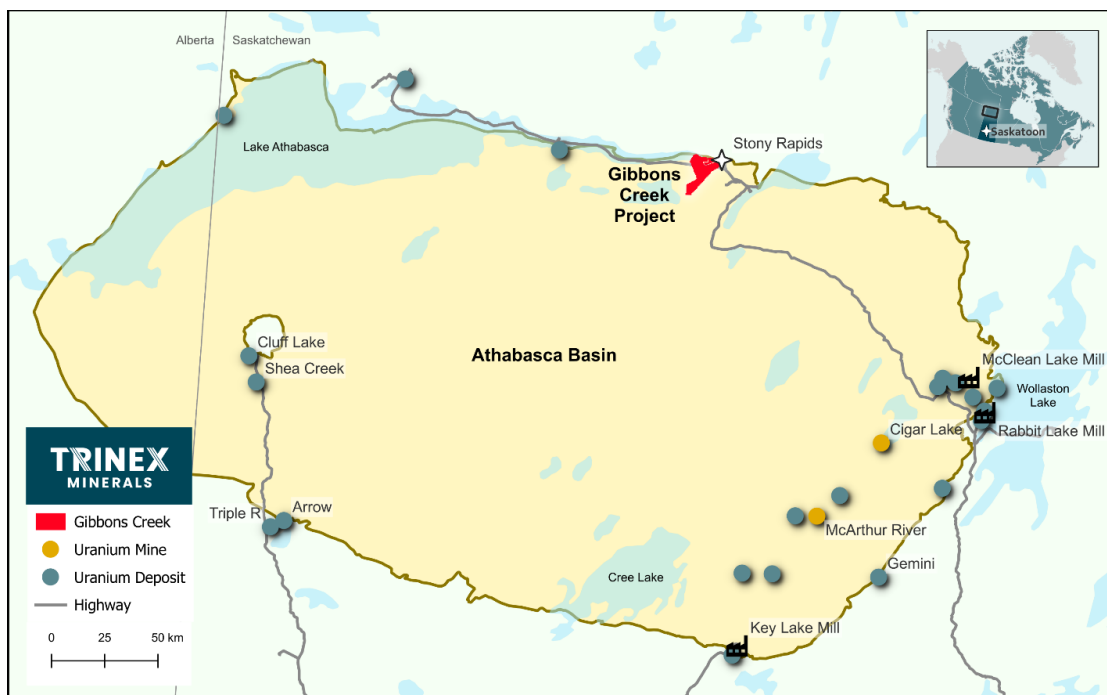 Alberta
Saskatchewan
Saskatoon
Lake Athabasca
Stony Rapids
Gibbons
Creek
Project
Cluff Lake
Shea Creek
Athabasca Basin
McClean Lake Mill
Wollaston
Lake
Cigar Lake
Rabbit Lake Mill
Triple R
Arrow
McArthur River
Gemini
Cree Lake
Key Lake Mill
TRINEX
MINERALS
Gibbons Creek
Uranium Mine
Uranium Deposit
Highway
0 25 50 km